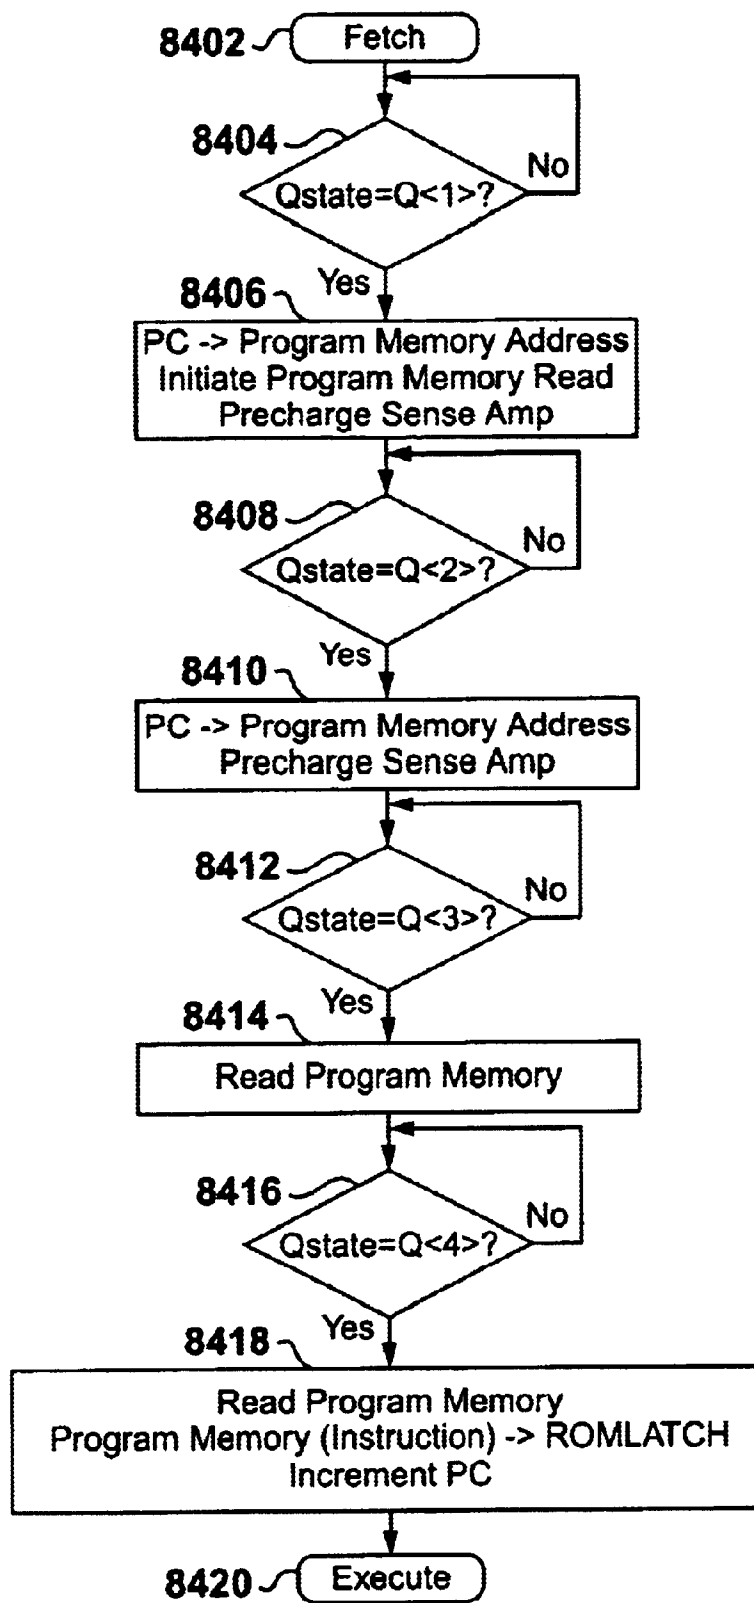 8402
Fetch
8404
No
Qstate=Q<1>?
Yes
8406
PC -> Program Memory Address
Initiate Program Memory Read
Precharge Sense Amp
8408
No
Qstate=Q<2>?
Yes
8410
PC -> Program Memory Address
Precharge Sense Amp
8412
No
Qstate=Q<3>?
Yes
8414
Read Program Memory
8416
No
Qstate=Q<4>?
Yes
8418
Read Program Memory
Program Memory (Instruction) -> ROMLATCH
Increment PC
8420
Execute